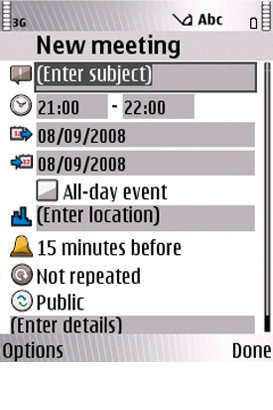 3G
Abc
New meeting
(Enter subject)
21:00 - 22:00
08/09/2008
08/09/2008
All-day event
(Enter location)
15 minutes before
Not repeated
Public
(Enter details)
Options Done